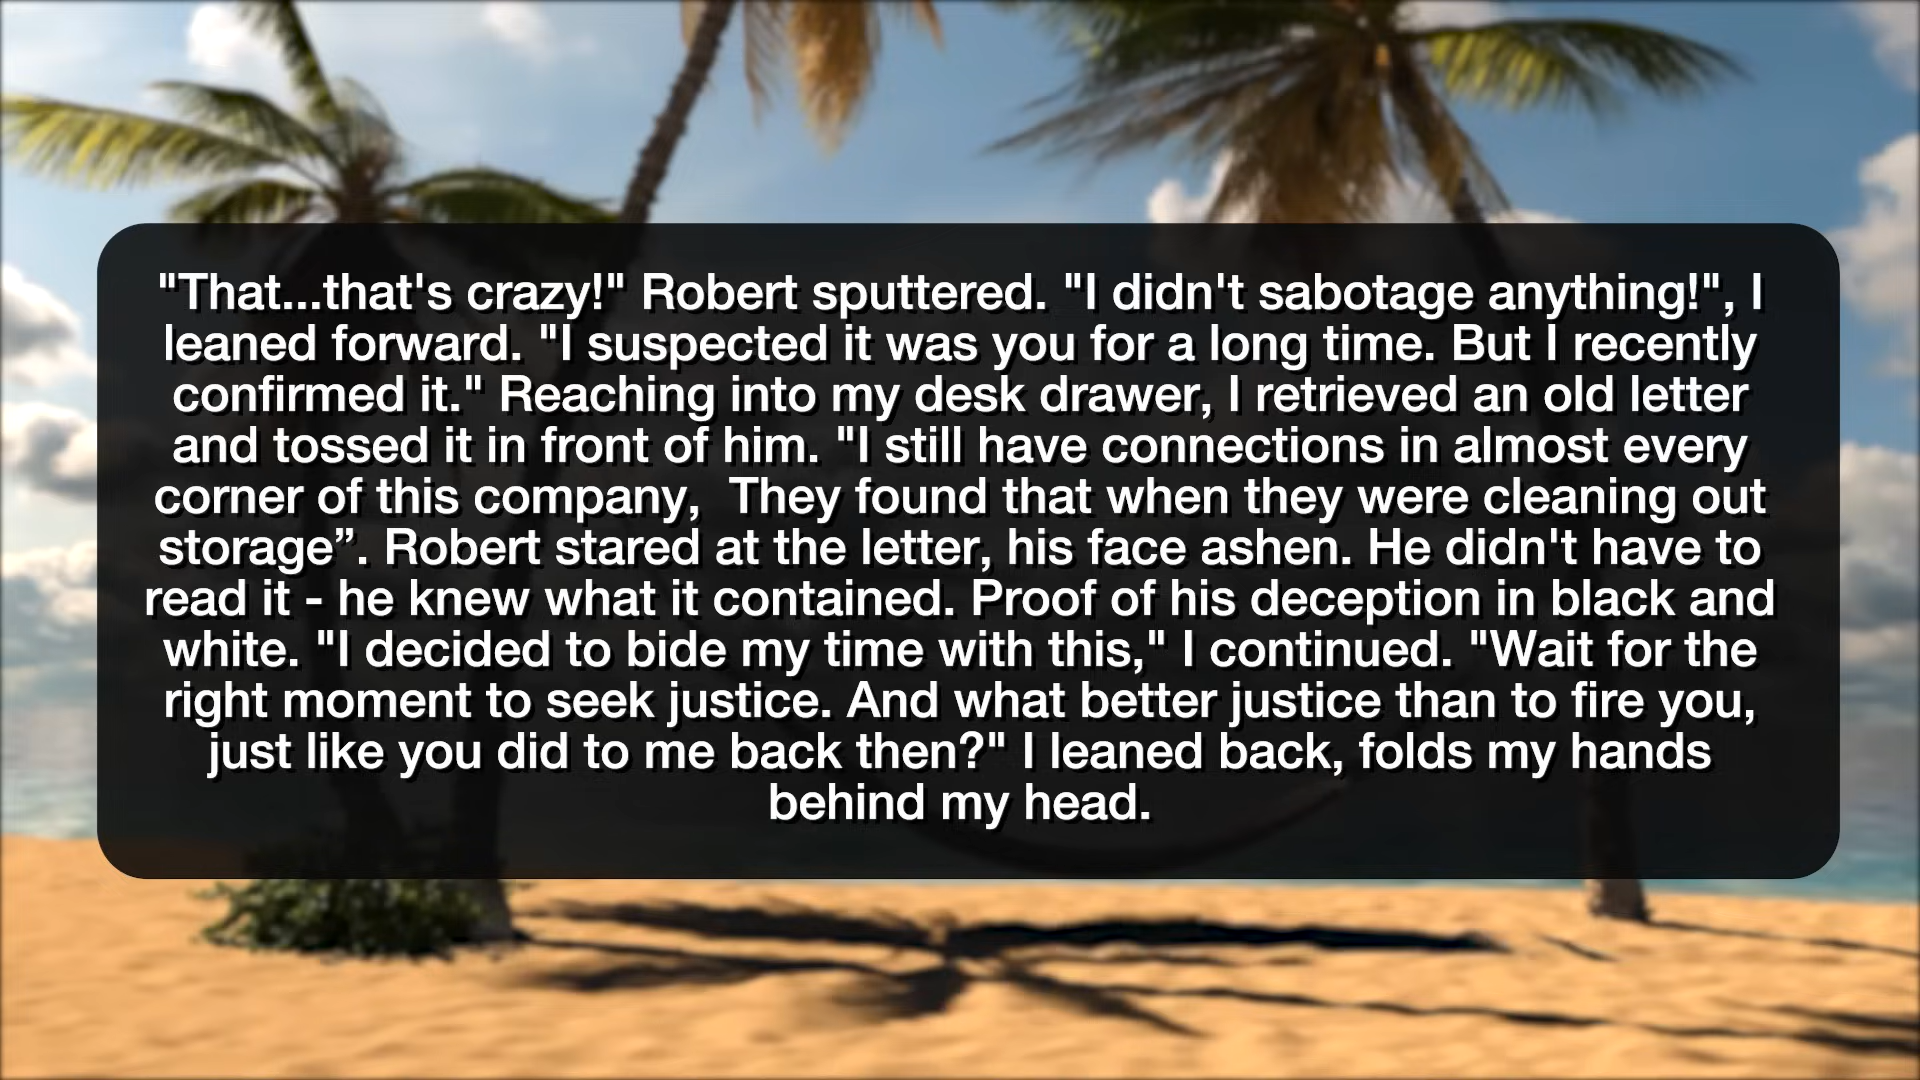 "That...that's crazy!" Robert sputtered. "I didn't sabotage anything!", I
leaned forward. "I suspected it was you for a long time. But I recently
confirmed it." Reaching into my desk drawer, I retrieved an old letter
and tossed it in front of him. "I still have connections in almost every
corner of this company,  They found that when they were cleaning out
storage”. Robert stared at the letter, his face ashen. He didn't have to
read it - he knew what it contained. Proof of his deception in black and
white. "I decided to bide my time with this," I continued. "Wait for the
right moment to seek justice. And what better justice than to fire you,
just like you did to me back then?" I leaned back, folds my hands
behind my head.